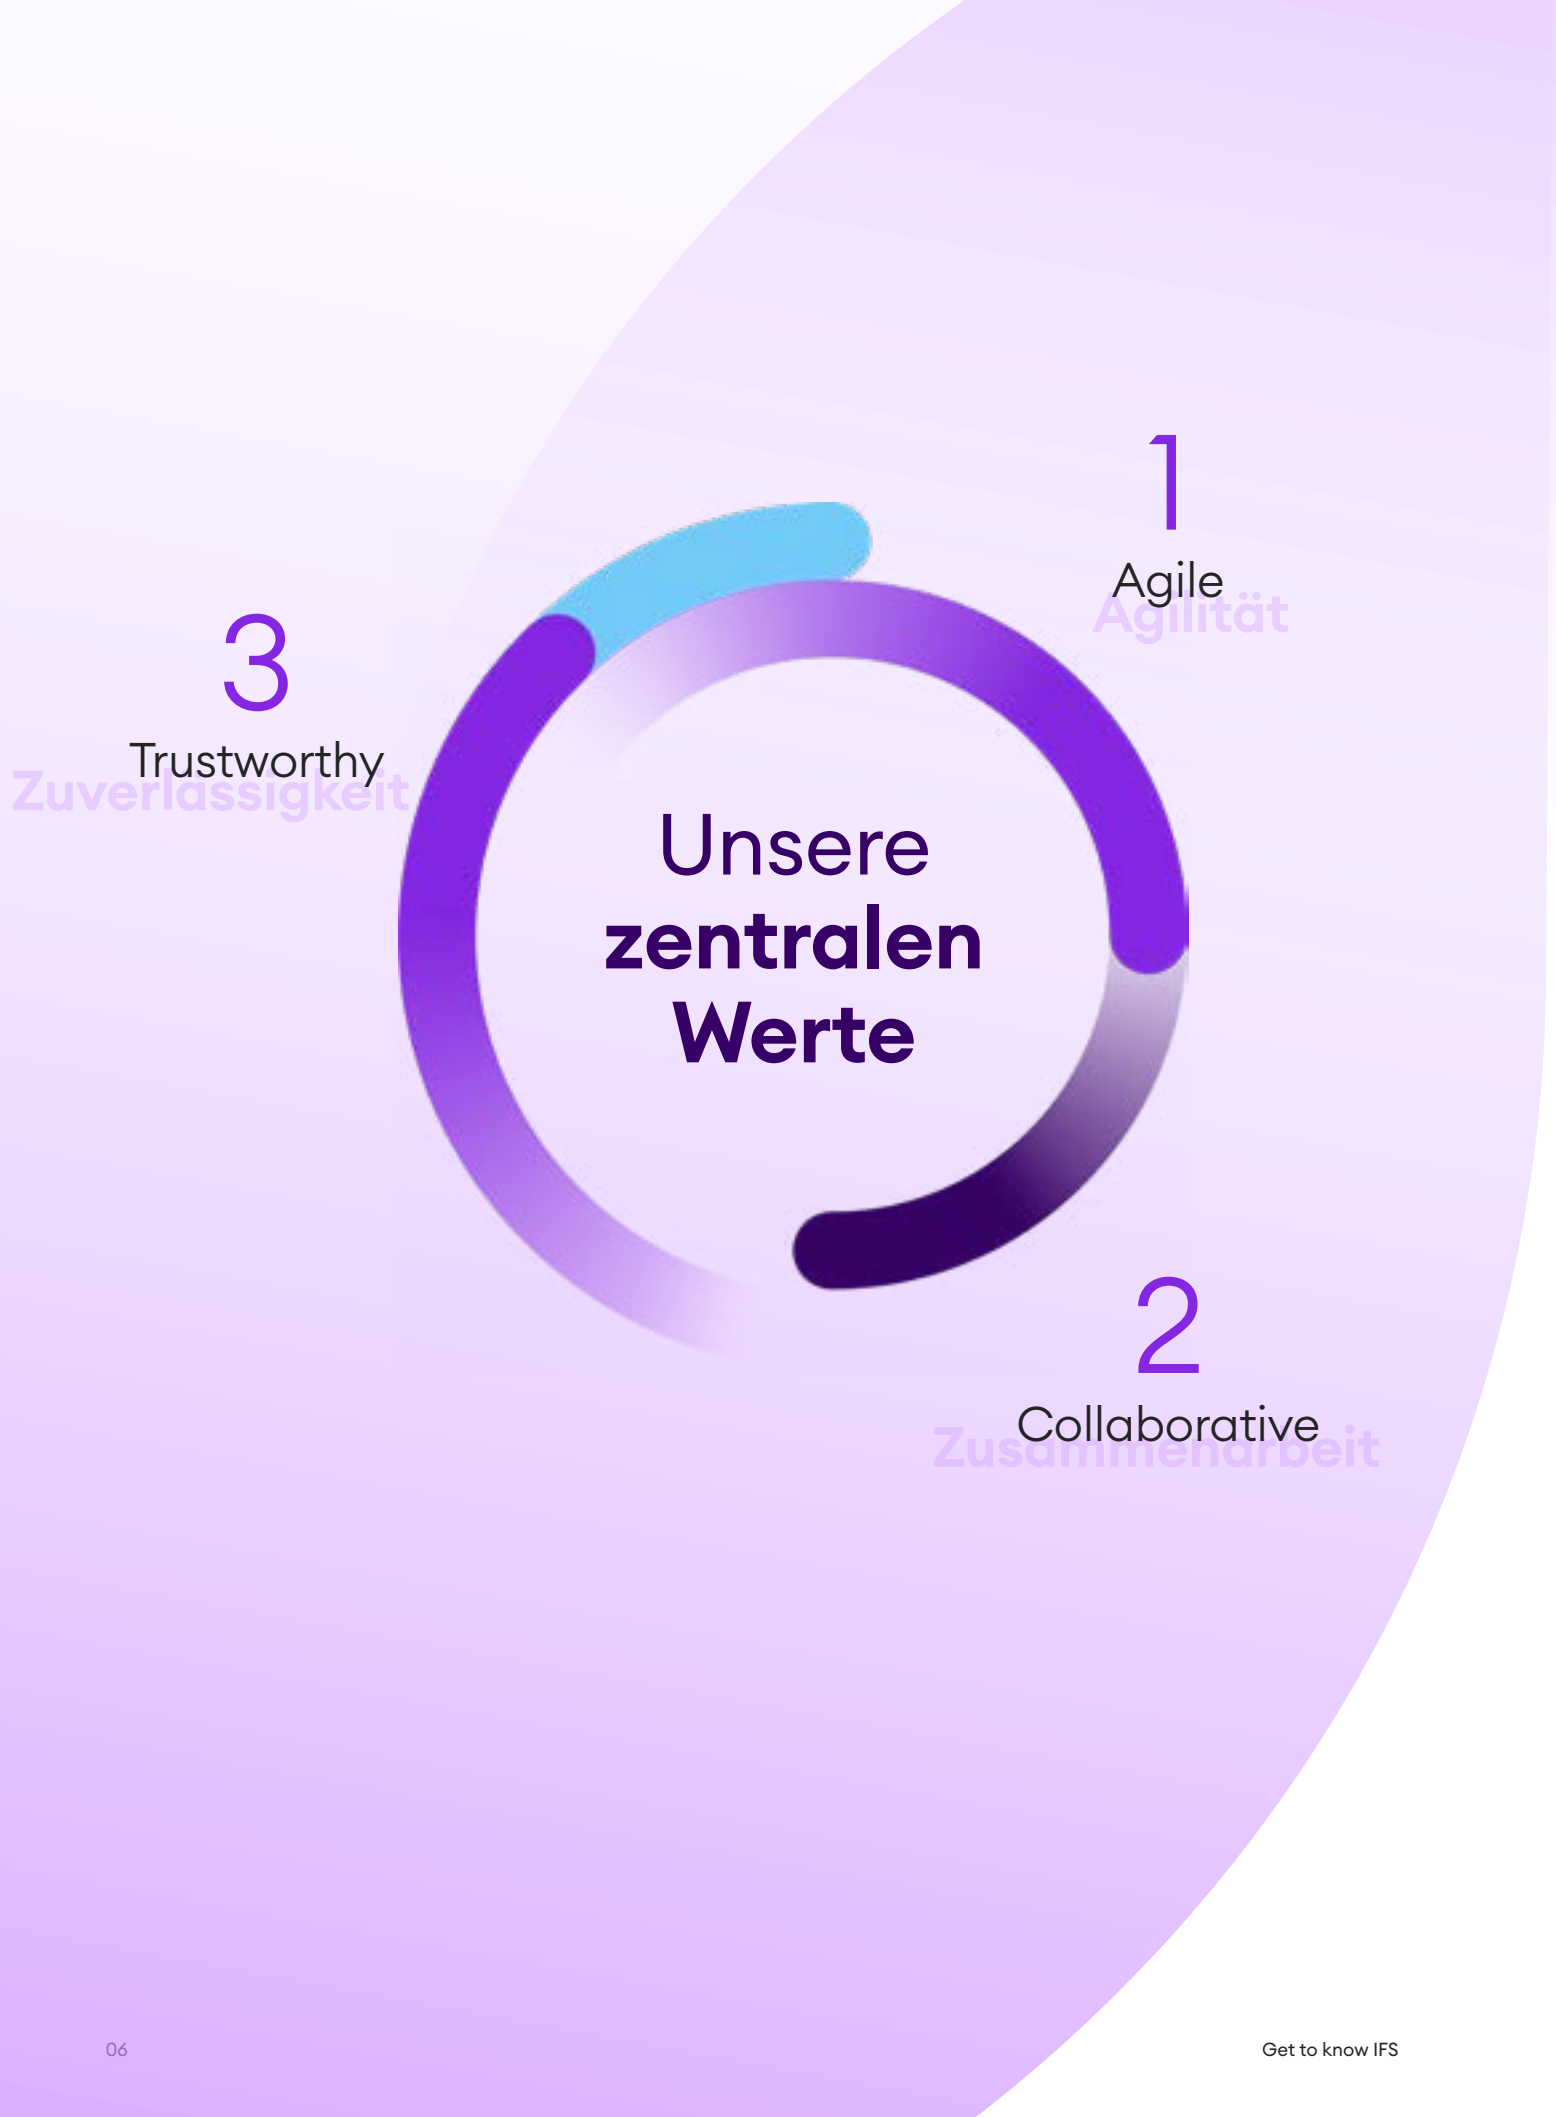 1
Agile
Agilität
3
Trustworthy
Zuverlässigkeit
Unsere
zentralen
Werte
2
Collaborative
Zusammenarbeit
06
Get to know IFS